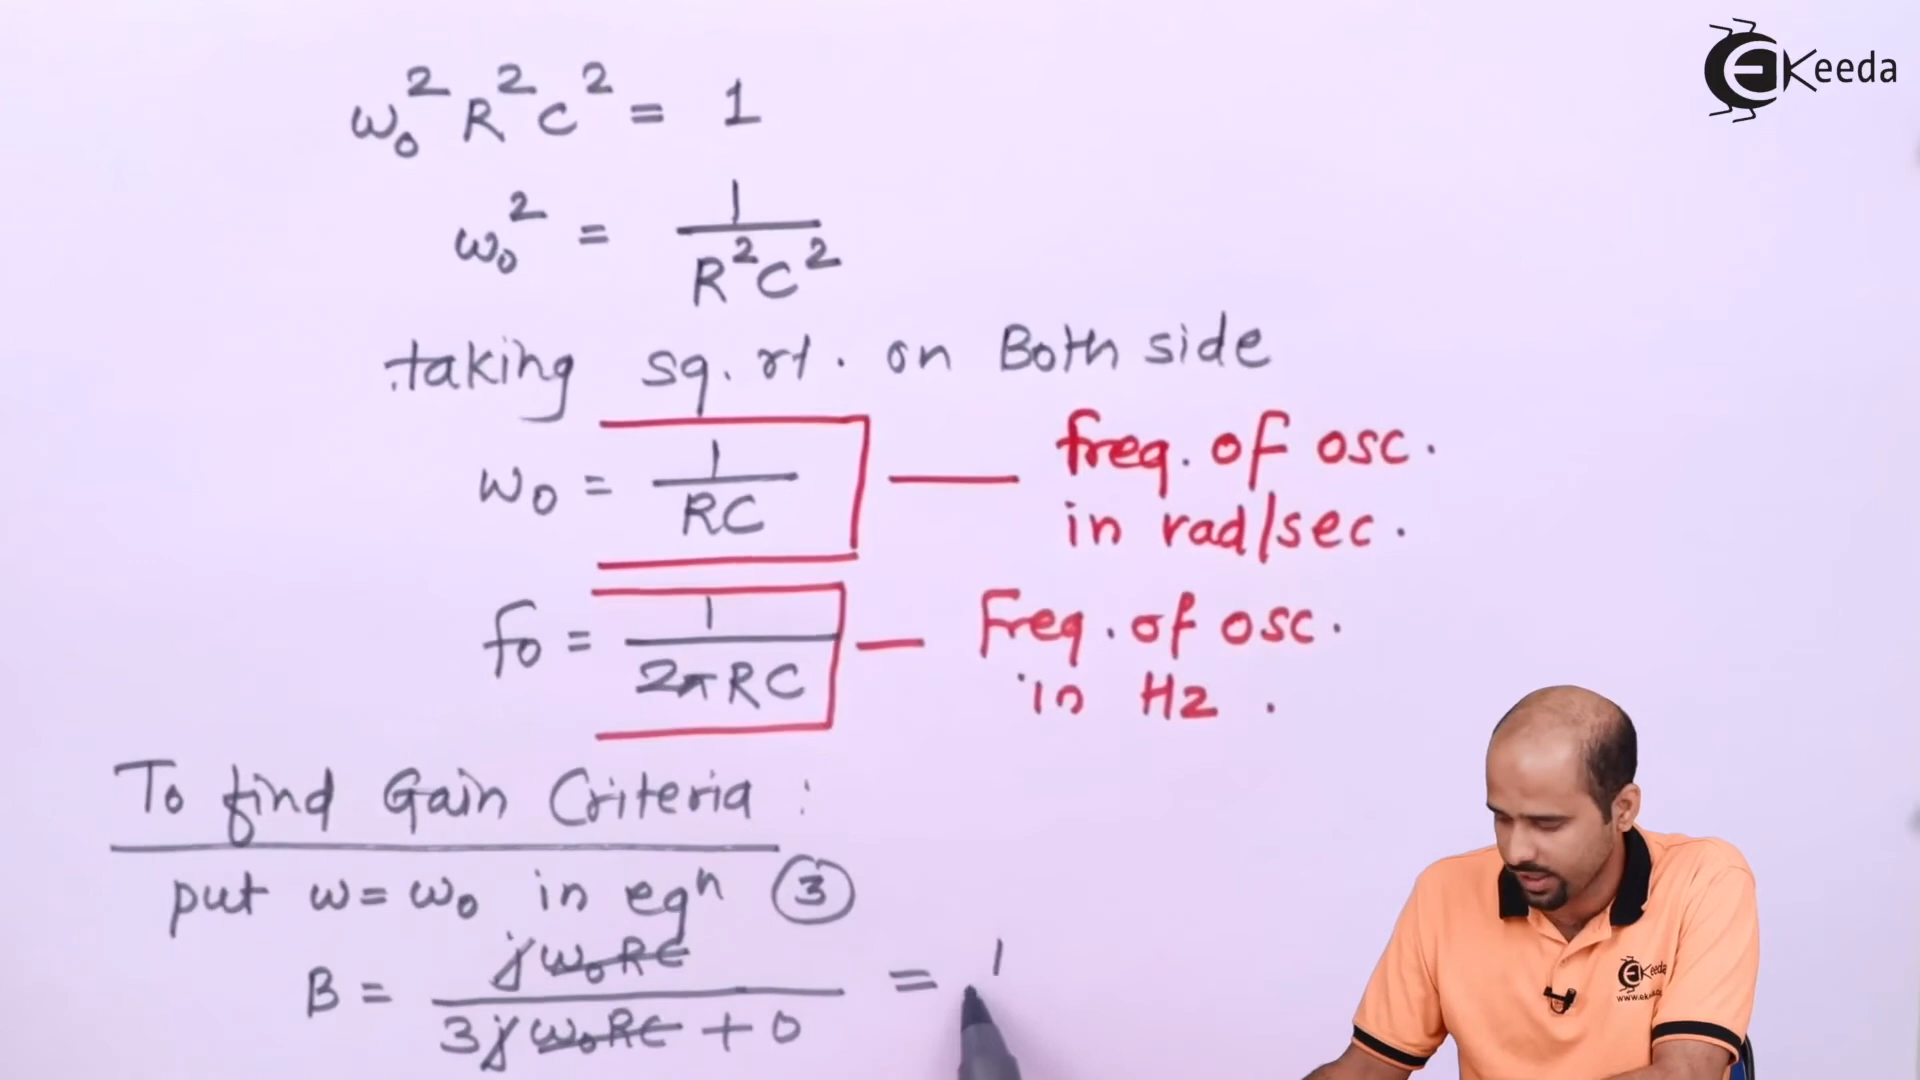 ω₀²R²C² = 1
ω₀² = 1/R²C²
taking sq. rt. on Both side
ω₀ = 1/RC — freq. of osc.
in rad/sec.
f₀ = 1/2πRC — Freq. of osc.
in Hz.
To find Gain Criteria:
put ω = ω₀ in eqn ③
B = jω₀RC/3jω₀RC + 0 = 1
EKeeda
EKeeda